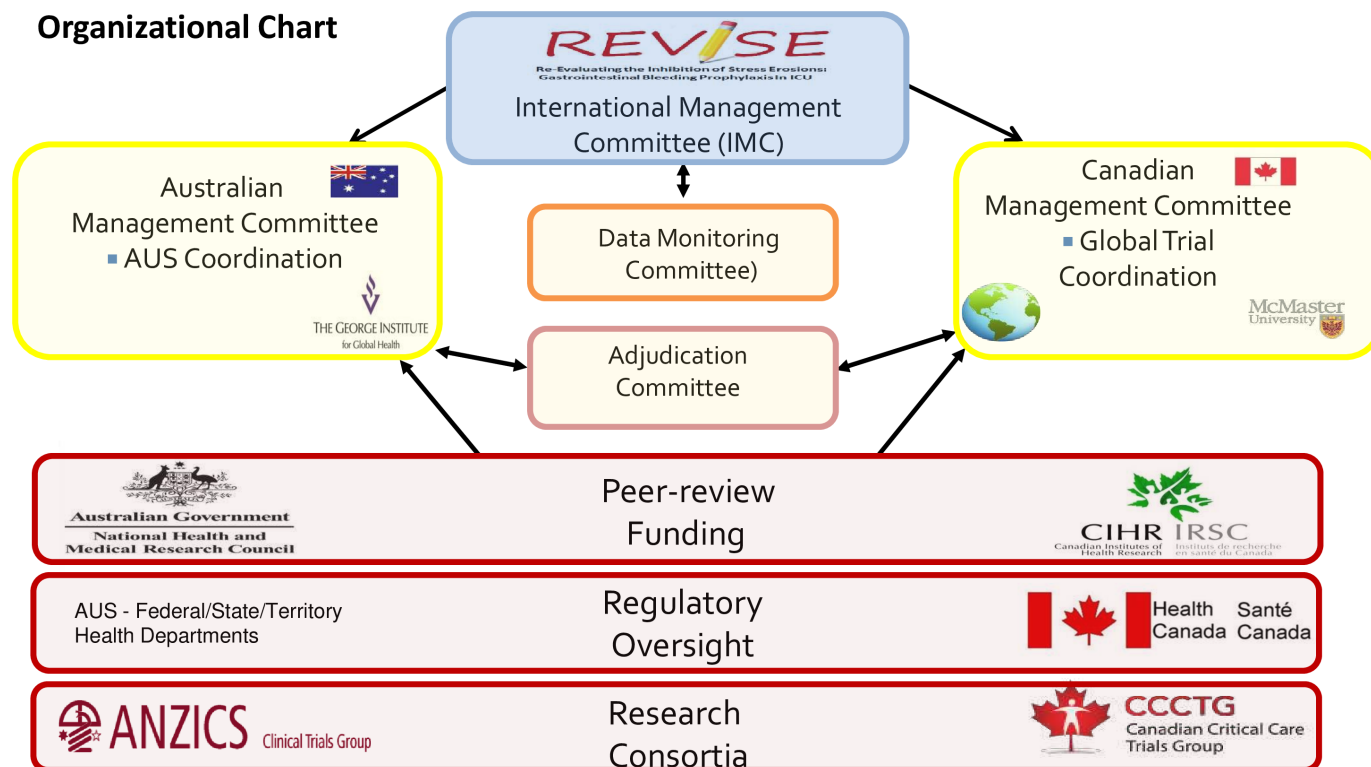 Organizational Chart
REVISE
Re-Evaluating the Inhibition of Stress Erosions:
Gastrointestinal Bleeding Prophylaxis In ICU
International Management
Committee (IMC)
Australian
Management Committee
▪ AUS Coordination
THE GEORGE INSTITUTE
for Global Health
Data Monitoring
Committee)
Canadian
Management Committee
▪ Global Trial
Coordination
McMaster
University
Adjudication
Committee
Australian Government
National Health and
Medical Research Council
Peer-review
Funding
CIHR IRSC
Canadian Institutes of Instituts de recherche
Health Research en santé du Canada
AUS - Federal/State/Territory
Health Departments
Regulatory
Oversight
Health Santé
Canada Canada
ANZICS Clinical Trials Group
Research
Consortia
CCCTG
Canadian Critical Care
Trials Group